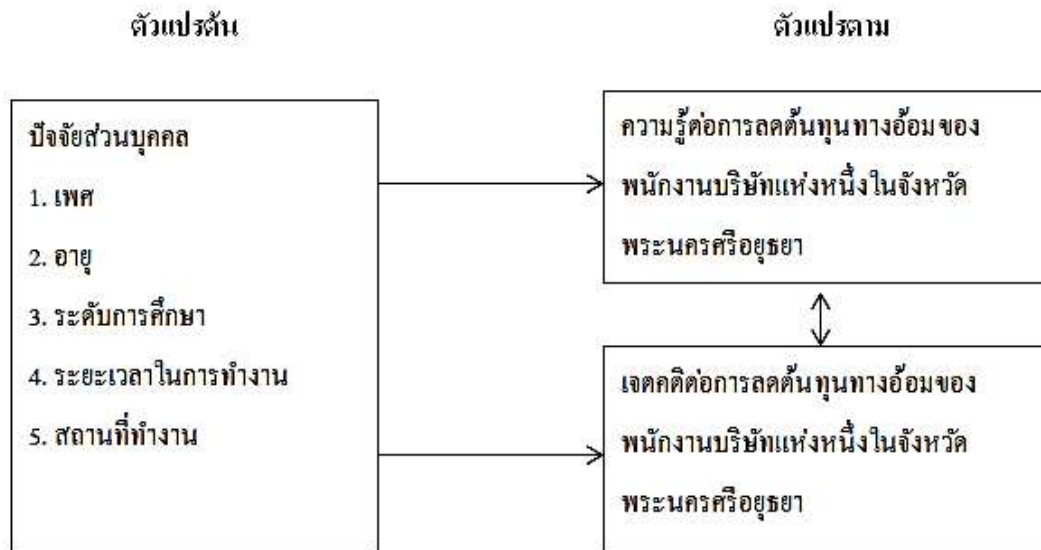 ตัวแปรต้น
ตัวแปรตาม
ปัจจัยส่วนบุคคล
1. เพศ
2. อายุ
3. ระดับการศึกษา
4. ระยะเวลาในการทำงาน
5. สถานที่ทำงาน
ความรู้ต่อการลดต้นทุนทางอ้อมของ
พนักงานบริษัทแห่งหนึ่งในจังหวัด
พระนครศรีอยุธยา
เจตคติต่อการลดต้นทุนทางอ้อมของ
พนักงานบริษัทแห่งหนึ่งในจังหวัด
พระนครศรีอยุธยา